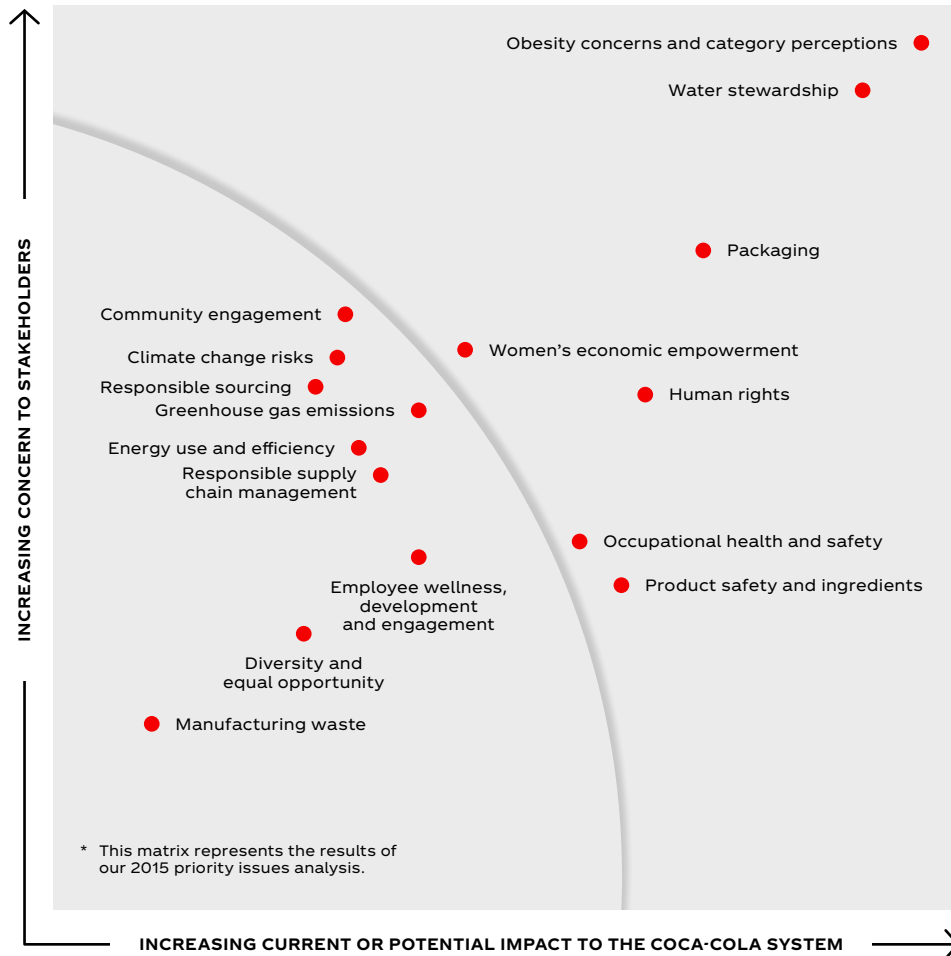 Obesity concerns and category perceptions
Water stewardship
Packaging
Community engagement
Women’s economic empowerment
Climate change risks
Responsible sourcing
Human rights
Greenhouse gas emissions
Energy use and efficiency
Responsible supply
chain management
Occupational health and safety
Product safety and ingredients
Employee wellness,
development
and engagement
Diversity and
equal opportunity
Manufacturing waste
* This matrix represents the results of
our 2015 priority issues analysis.
INCREASING CONCERN TO STAKEHOLDERS
INCREASING CURRENT OR POTENTIAL IMPACT TO THE COCA-COLA SYSTEM